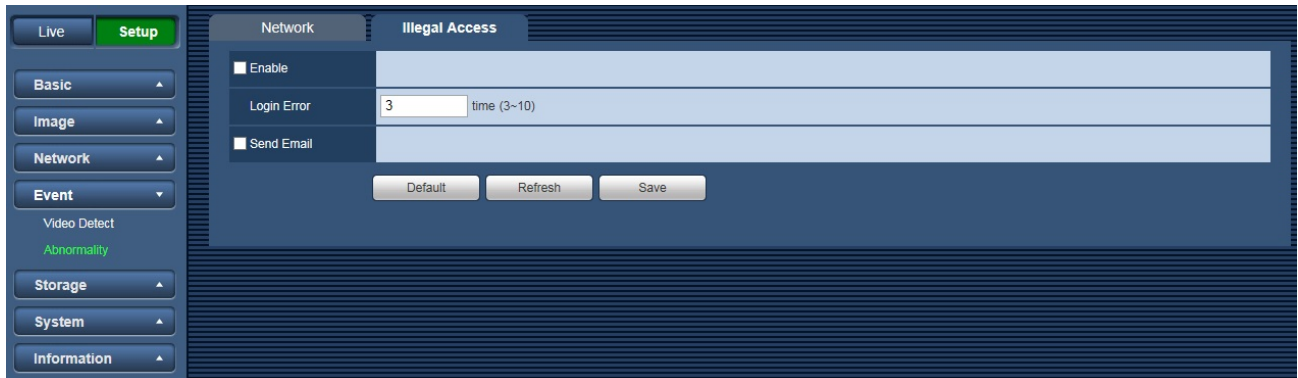 Live Setup
Basic
Image
Network
Event
Video Detect
Abnormality
Storage
System
Information
Network Illegal Access
Enable
Login Error 3 time (3~10)
Send Email
Default Refresh Save